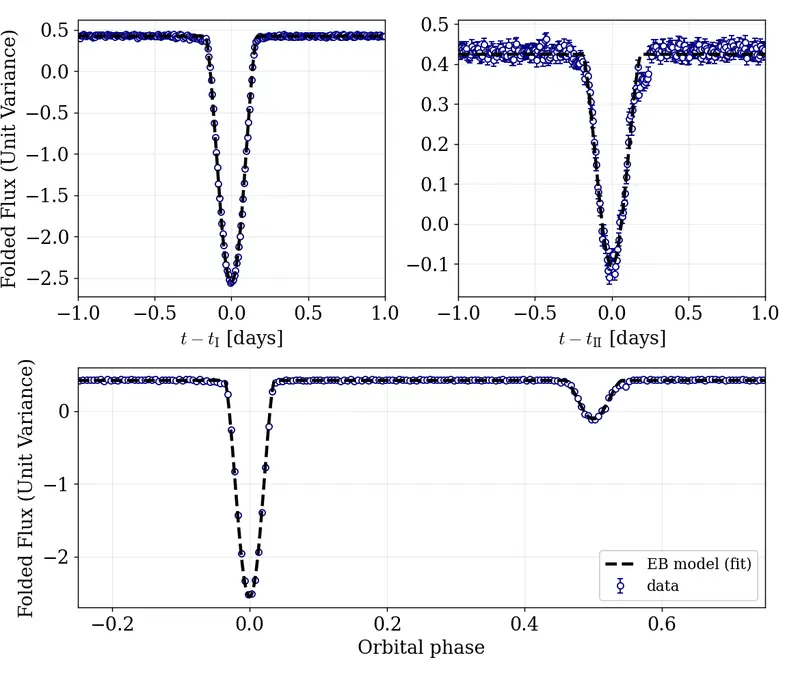 Folded Flux (Unit Variance)
0.5
0.0
−0.5
−1.0
−1.5
−2.0
−2.5
−1.0 −0.5 0.0 0.5 1.0
t − tI [days]
0.5
0.4
0.3
0.2
0.1
0.0
−0.1
−1.0 −0.5 0.0 0.5 1.0
t − tII [days]
Folded Flux (Unit Variance)
0
−1
−2
EB model (fit)
data
−0.2 0.0 0.2 0.4 0.6
Orbital phase